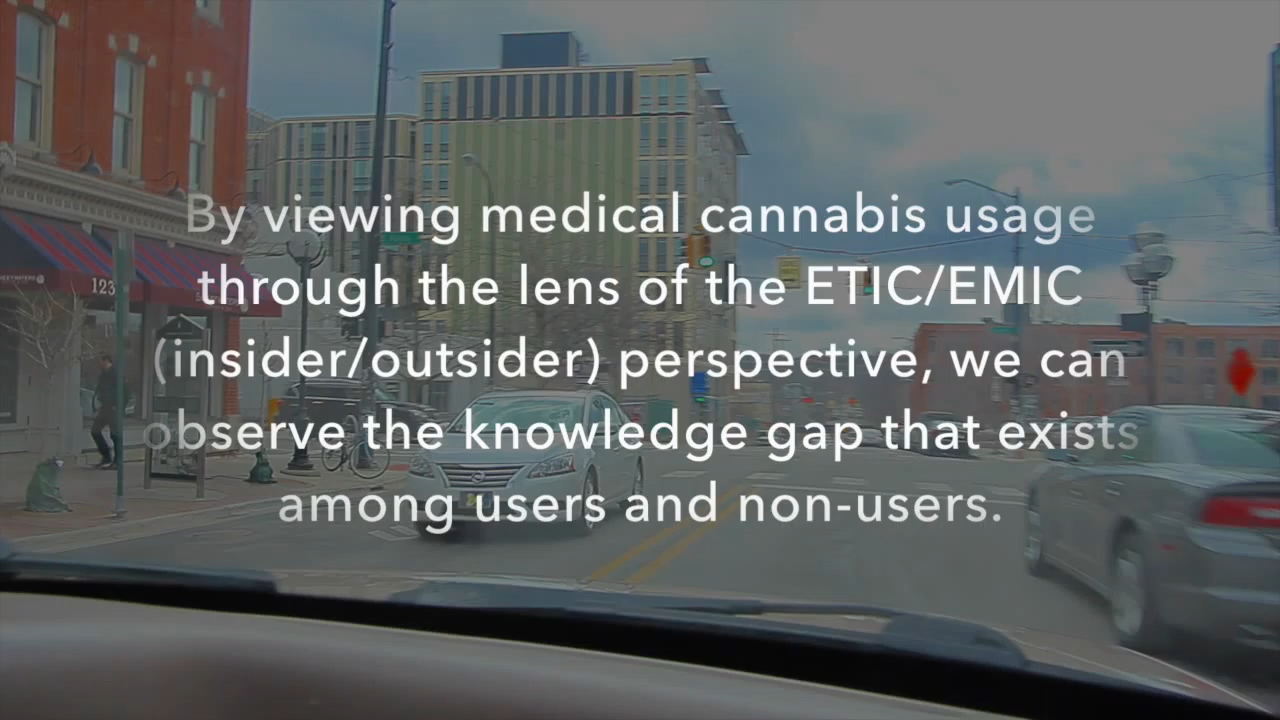 By viewing medical cannabis usage
through the lens of the ETIC/EMIC
(insider/outsider) perspective, we can
observe the knowledge gap that exists
among users and non-users.
123